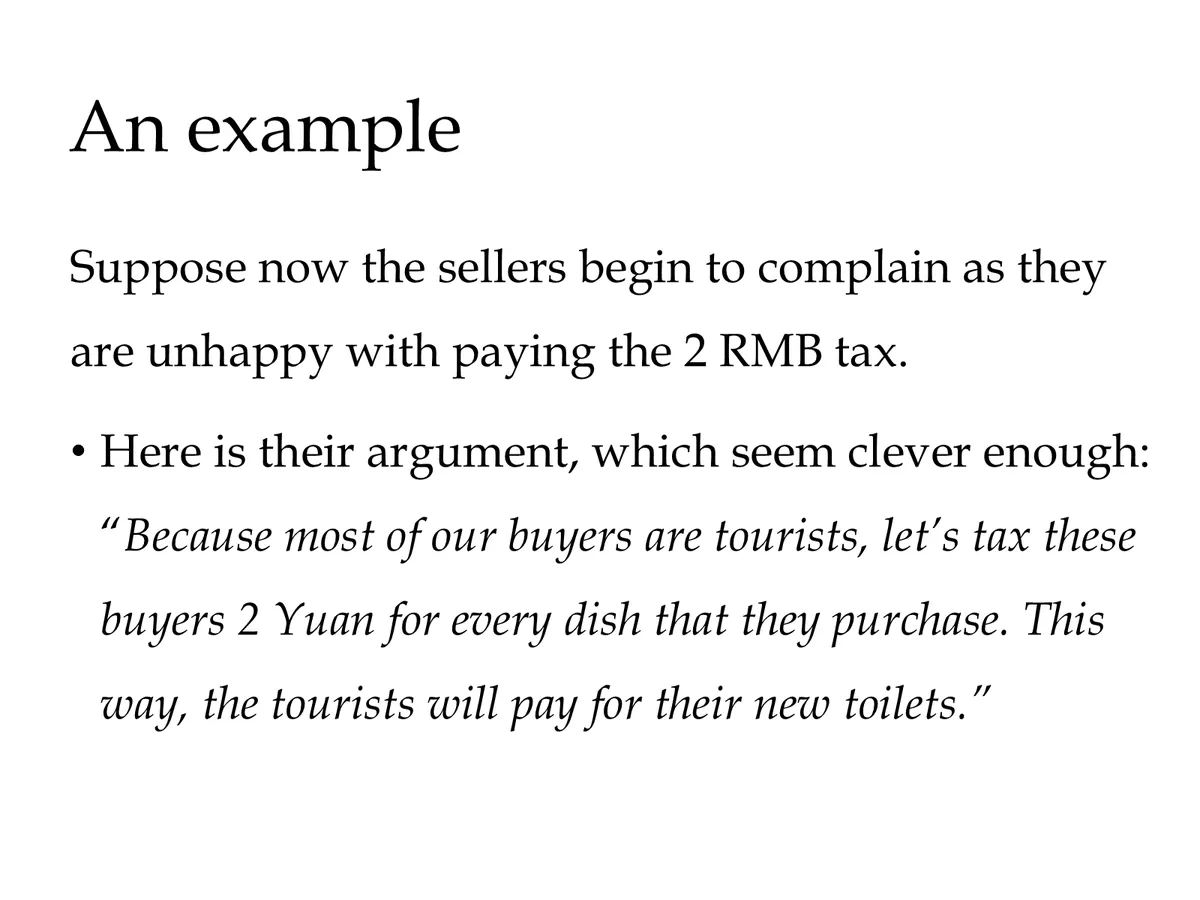 An example
Suppose now the sellers begin to complain as they
are unhappy with paying the 2 RMB tax.
• Here is their argument, which seem clever enough:
“Because most of our buyers are tourists, let’s tax these
buyers 2 Yuan for every dish that they purchase. This
way, the tourists will pay for their new toilets.”